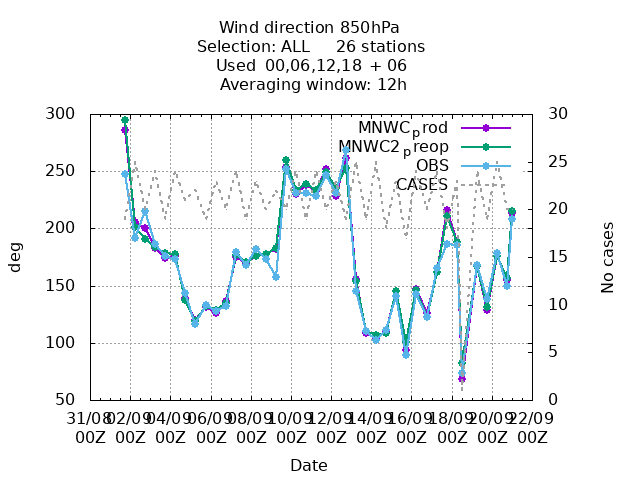 Wind direction 850hPa
Selection: ALL 26 stations
Used 00,06,12,18 + 06
Averaging window: 12h
MNWCprod
MNWC2preop
OBS
CASES
300
250
200
150
100
50
30
25
20
15
10
5
0
deg
No cases
31/08 02/09 04/09 06/09 08/09 10/09 12/09 14/09 16/09 18/09 20/09 22/09
00Z 00Z 00Z 00Z 00Z 00Z 00Z 00Z 00Z 00Z 00Z 00Z
Date